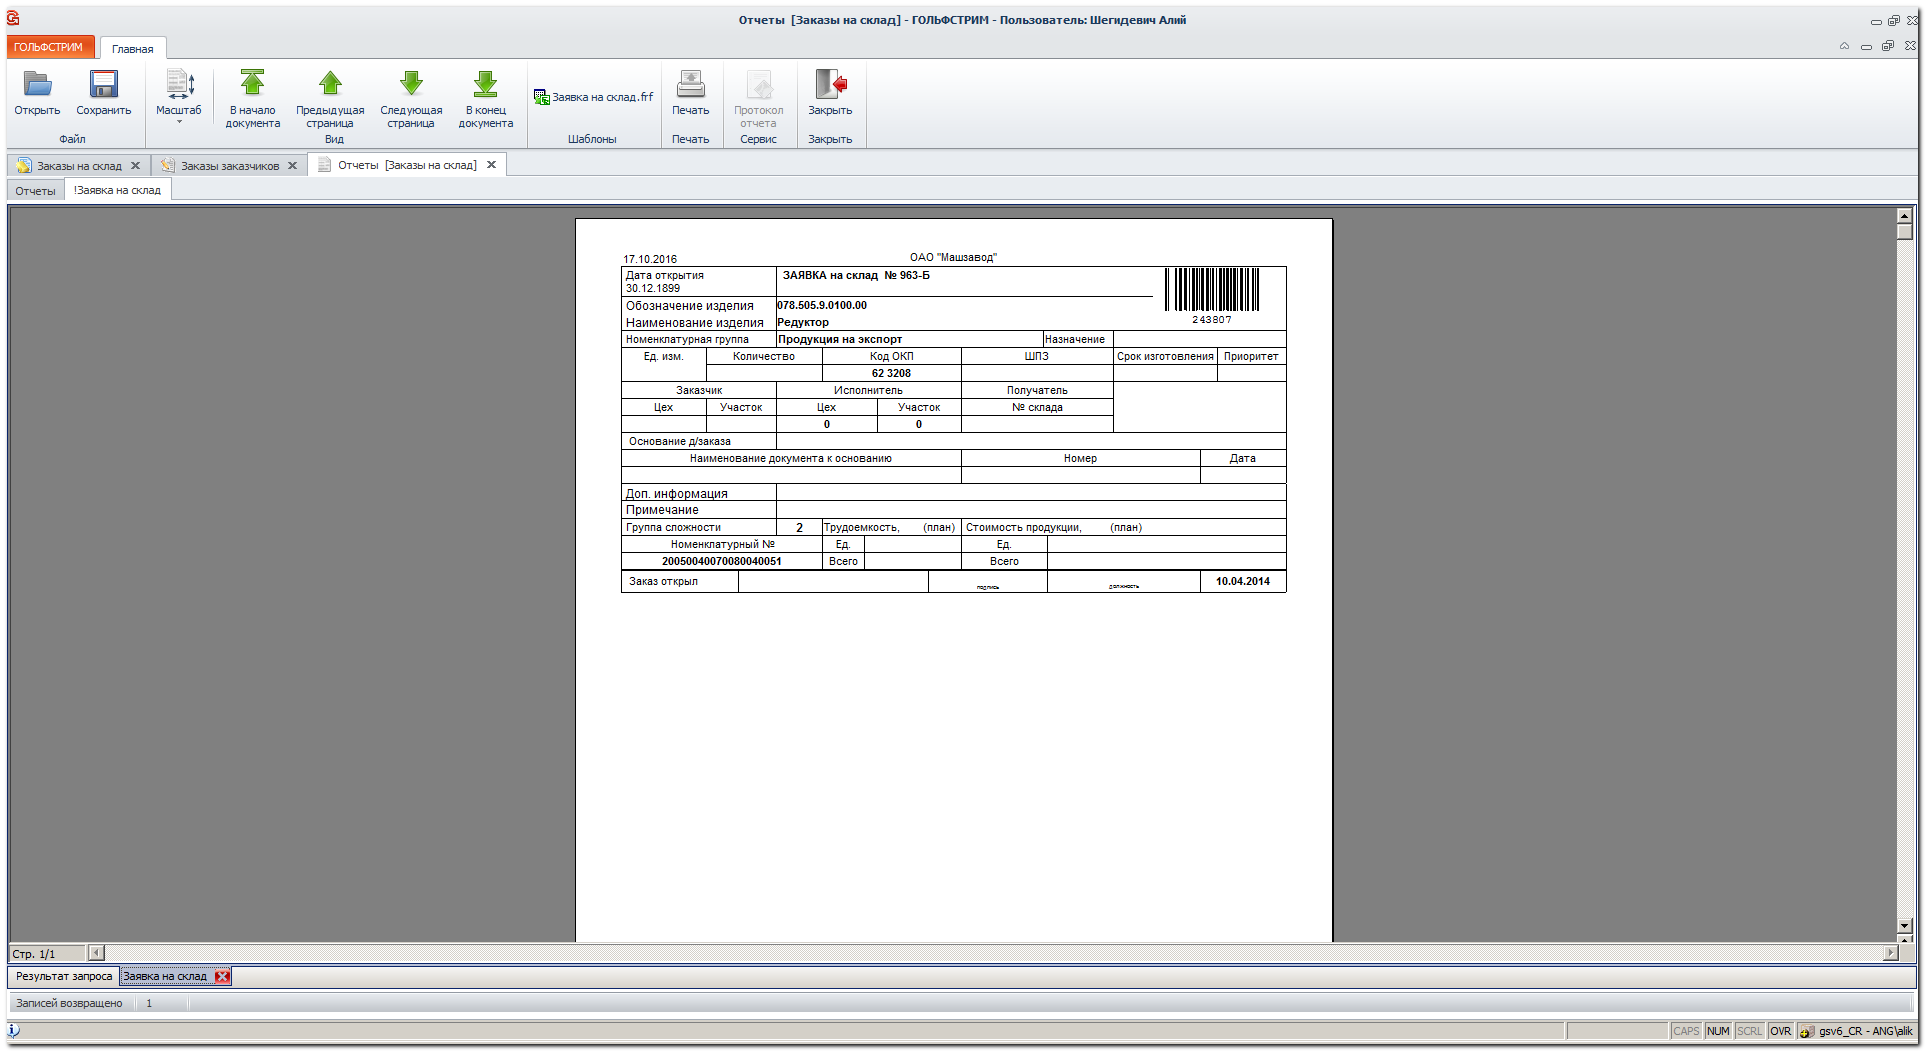 Отчеты [Заказы на склад] - ГОЛЬФСТРИМ - Пользователь: Шегидевич Алий
ГОЛЬФСТРИМ Главная
Открыть Сохранить Масштаб В начало документа Предыдущая страница Следующая страница В конец документа Заявка на склад.frf Печать Протокол отчета Закрыть
Файл Вид Шаблоны Печать Сервис Закрыть
Заказы на склад Заказы заказчиков Отчеты [Заказы на склад]
Отчеты !Заявка на склад
17.10.2016 ОАО "Машзавод"
Дата открытия ЗАЯВКА на склад № 963-Б
30.12.1899
Обозначение изделия 078.505.9.0100.00
Наименование изделия Редуктор 243807
Номенклатурная группа Продукция на экспорт Назначение
Ед. изм. Количество Код ОКП ШПЗ Срок изготовления Приоритет
62 3208
Заказчик Исполнитель Получатель
Цех Участок Цех Участок № склада
0 0
Основание д/заказа
Наименование документа к основанию Номер Дата
Доп. информация
Примечание
Группа сложности 2 Трудоемкость, (план) Стоимость продукции, (план)
Номенклатурный № Ед. Ед.
20050040070080040051 Всего Всего
Заказ открыл подпись должность 10.04.2014
Стр. 1/1
Результат запроса Заявка на склад
Записей возвращено 1
CAPS NUM SCRL OVR gsv6_CR - ANG\alik